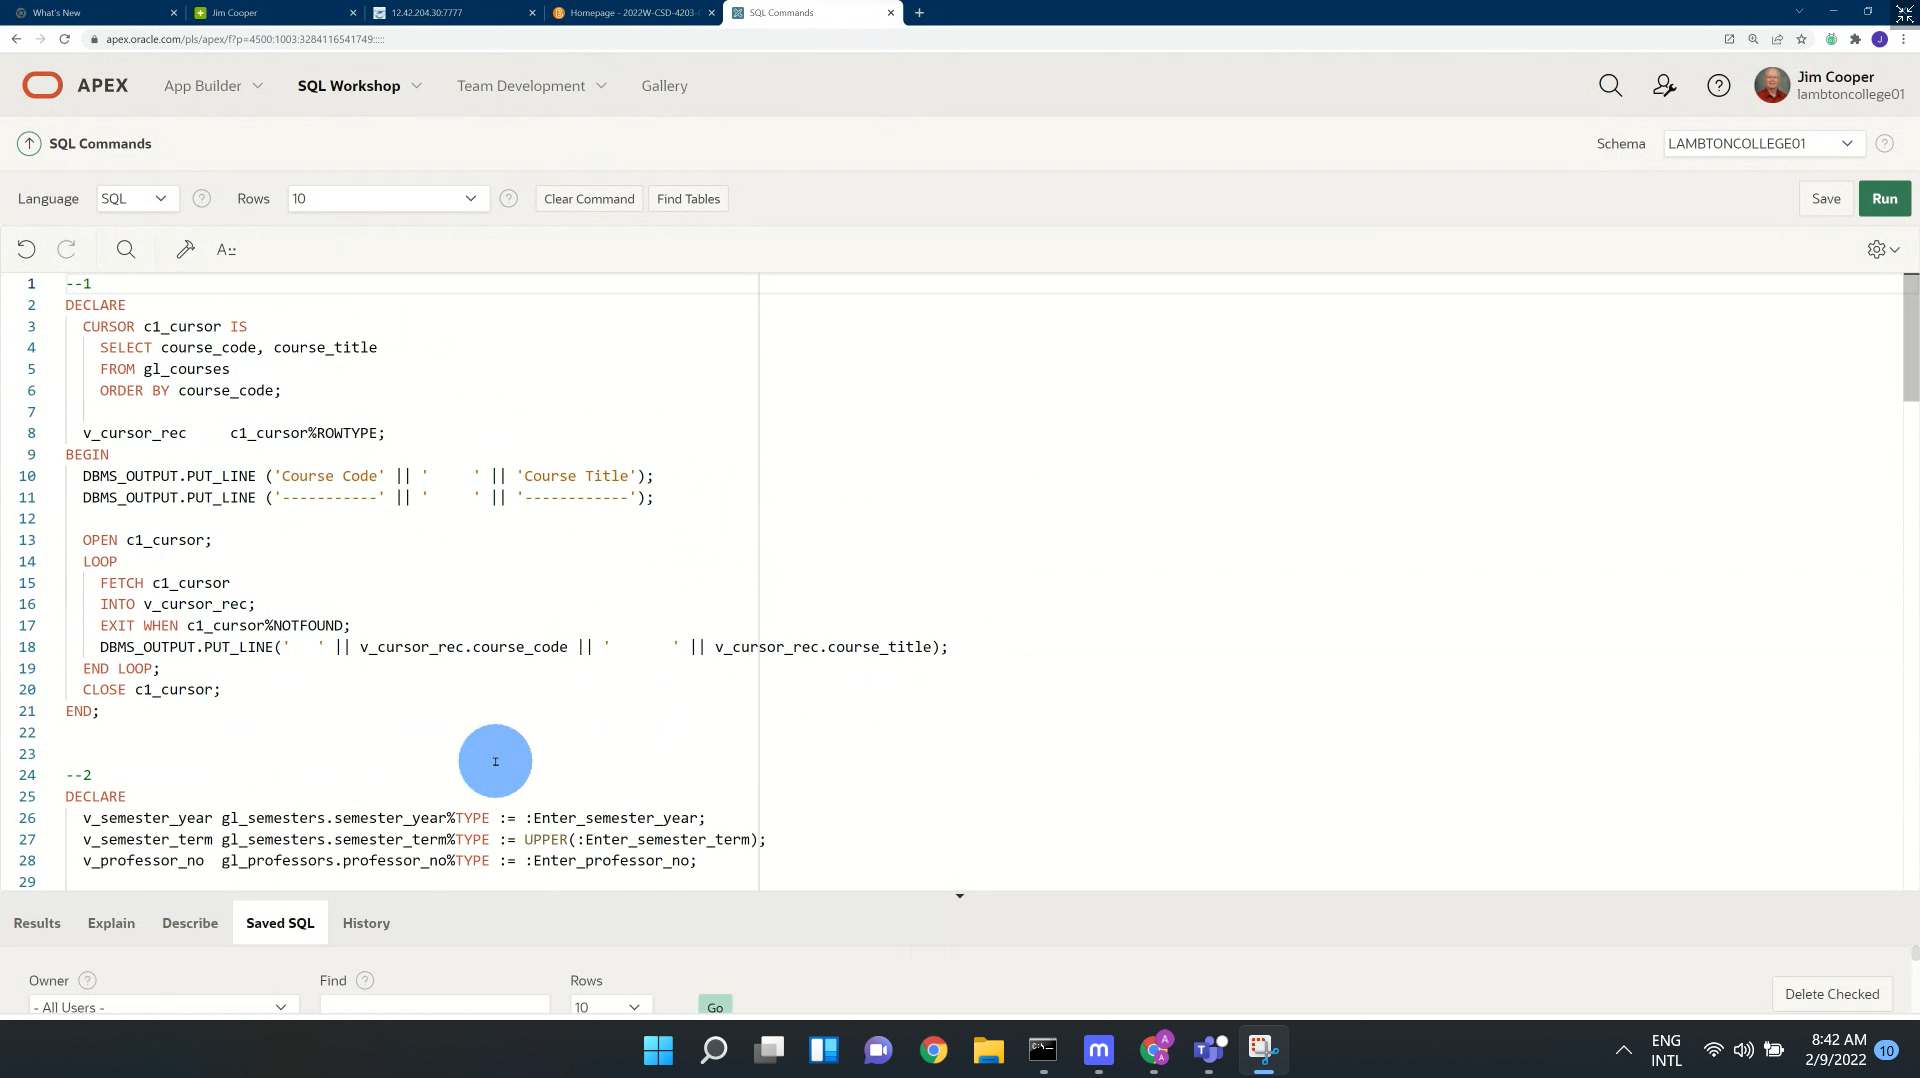 What's New
Jim Cooper
12.42.204.30:7777
Homepage - 2022W-CSD-4203-
SQL Commands
apex.oracle.com/pls/apex/f?p=4500:1003:3284116541749:::::
J
APEX
App Builder
SQL Workshop
Team Development
Gallery
Jim Cooper
lambtoncollege01
SQL Commands
Schema
LAMBTONCOLLEGE01
Language
SQL
Rows
10
Clear Command
Find Tables
Save
Run
A::
1 --1
2 DECLARE
3 CURSOR c1_cursor IS
4 SELECT course_code, course_title
5 FROM gl_courses
6 ORDER BY course_code;
7
8 v_cursor_rec     c1_cursor%ROWTYPE;
9 BEGIN
10 DBMS_OUTPUT.PUT_LINE ('Course Code' || '     ' || 'Course Title');
11 DBMS_OUTPUT.PUT_LINE ('-----------' || '     ' || '------------');
12
13 OPEN c1_cursor;
14 LOOP
15 FETCH c1_cursor
16 INTO v_cursor_rec;
17 EXIT WHEN c1_cursor%NOTFOUND;
18 DBMS_OUTPUT.PUT_LINE('   ' || v_cursor_rec.course_code || '       ' || v_cursor_rec.course_title);
19 END LOOP;
20 CLOSE c1_cursor;
21 END;
22
23
24 --2
25 DECLARE
26 v_semester_year gl_semesters.semester_year%TYPE := :Enter_semester_year;
27 v_semester_term gl_semesters.semester_term%TYPE := UPPER(:Enter_semester_term);
28 v_professor_no  gl_professors.professor_no%TYPE := :Enter_professor_no;
29
Results
Explain
Describe
Saved SQL
History
Owner
Find
Rows
- All Users -
10
Go
Delete Checked
ENG
INTL
8:42 AM
2/9/2022
10